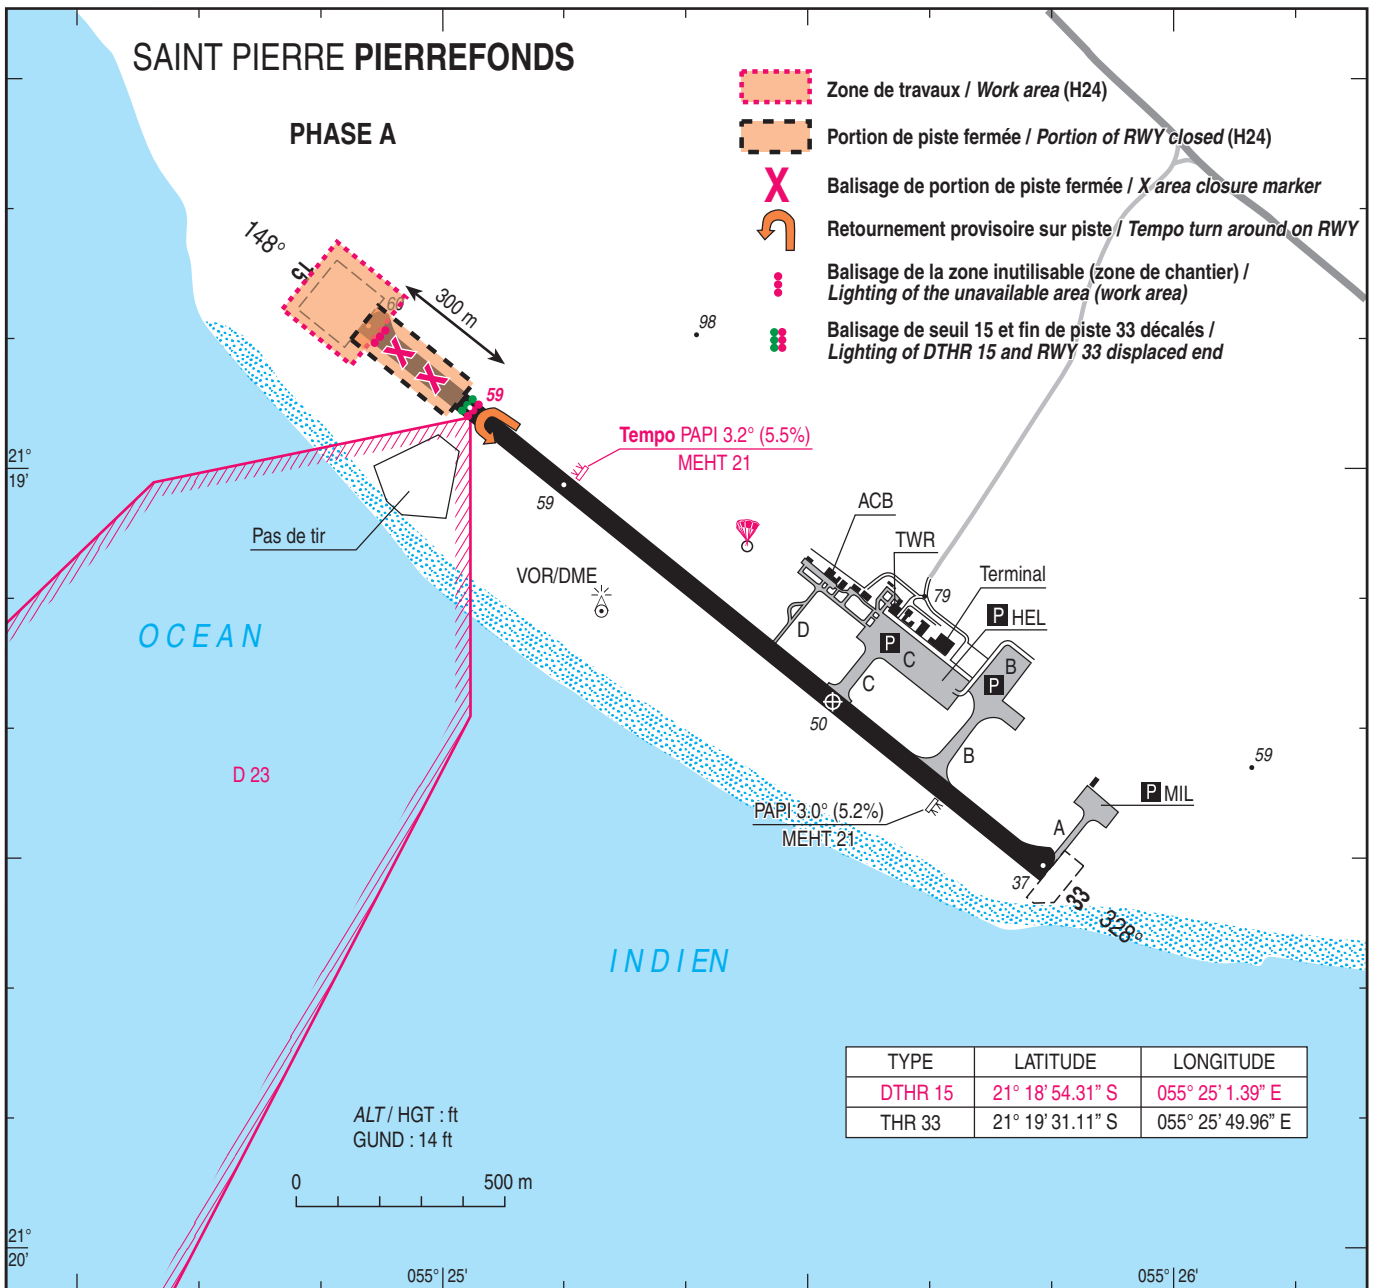 SAINT PIERRE PIERREFONDS
PHASE A
Zone de travaux / Work area (H24)
Portion de piste fermée / Portion of RWY closed (H24)
X
Balisage de portion de piste fermée / X area closure marker
Retournement provisoire sur piste / Tempo turn around on RWY
Balisage de la zone inutilisable (zone de chantier) /
Lighting of the unavailable area (work area)
Balisage de seuil 15 et fin de piste 33 décalés /
Lighting of DTHR 15 and RWY 33 displaced end
148°
15
60
300 m
98
X
X
59
Tempo PAPI 3.2° (5.5%)
MEHT 21
21°
19'
59
Pas de tir
ACB
TWR
VOR/DME
Terminal
79
P HEL
OCEAN
D
P
C
B
C
P
50
B
59
D 23
P MIL
PAPI 3.0° (5.2%)
MEHT 21
A
37
33
328°
INDIEN
TYPE LATITUDE LONGITUDE
DTHR 15 21° 18' 54.31" S 055° 25' 1.39" E
THR 33 21° 19' 31.11" S 055° 25' 49.96" E
ALT / HGT : ft
GUND : 14 ft
0 500 m
21°
20'
055° 25'
055° 26'